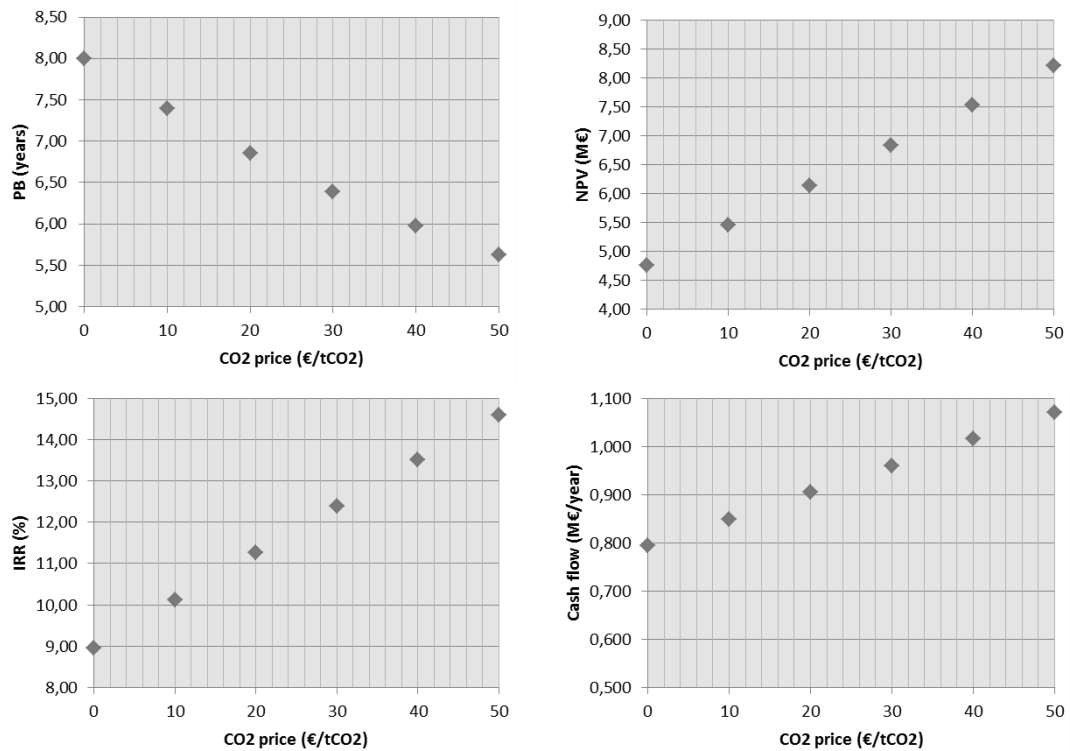 8,50
8,00
7,50
7,00
6,50
6,00
5,50
5,00
PB (years)
0 10 20 30 40 50
CO2 price (€/tCO2)
9,00
8,50
8,00
7,50
7,00
6,50
6,00
5,50
5,00
4,50
4,00
NPV (M€)
0 10 20 30 40 50
CO2 price (€/tCO2)
15,00
14,00
13,00
12,00
11,00
10,00
9,00
8,00
IRR (%)
0 10 20 30 40 50
CO2 price (€/tCO2)
1,100
1,000
0,900
0,800
0,700
0,600
0,500
Cash flow (M€/year)
0 10 20 30 40 50
CO2 price (€/tCO2)